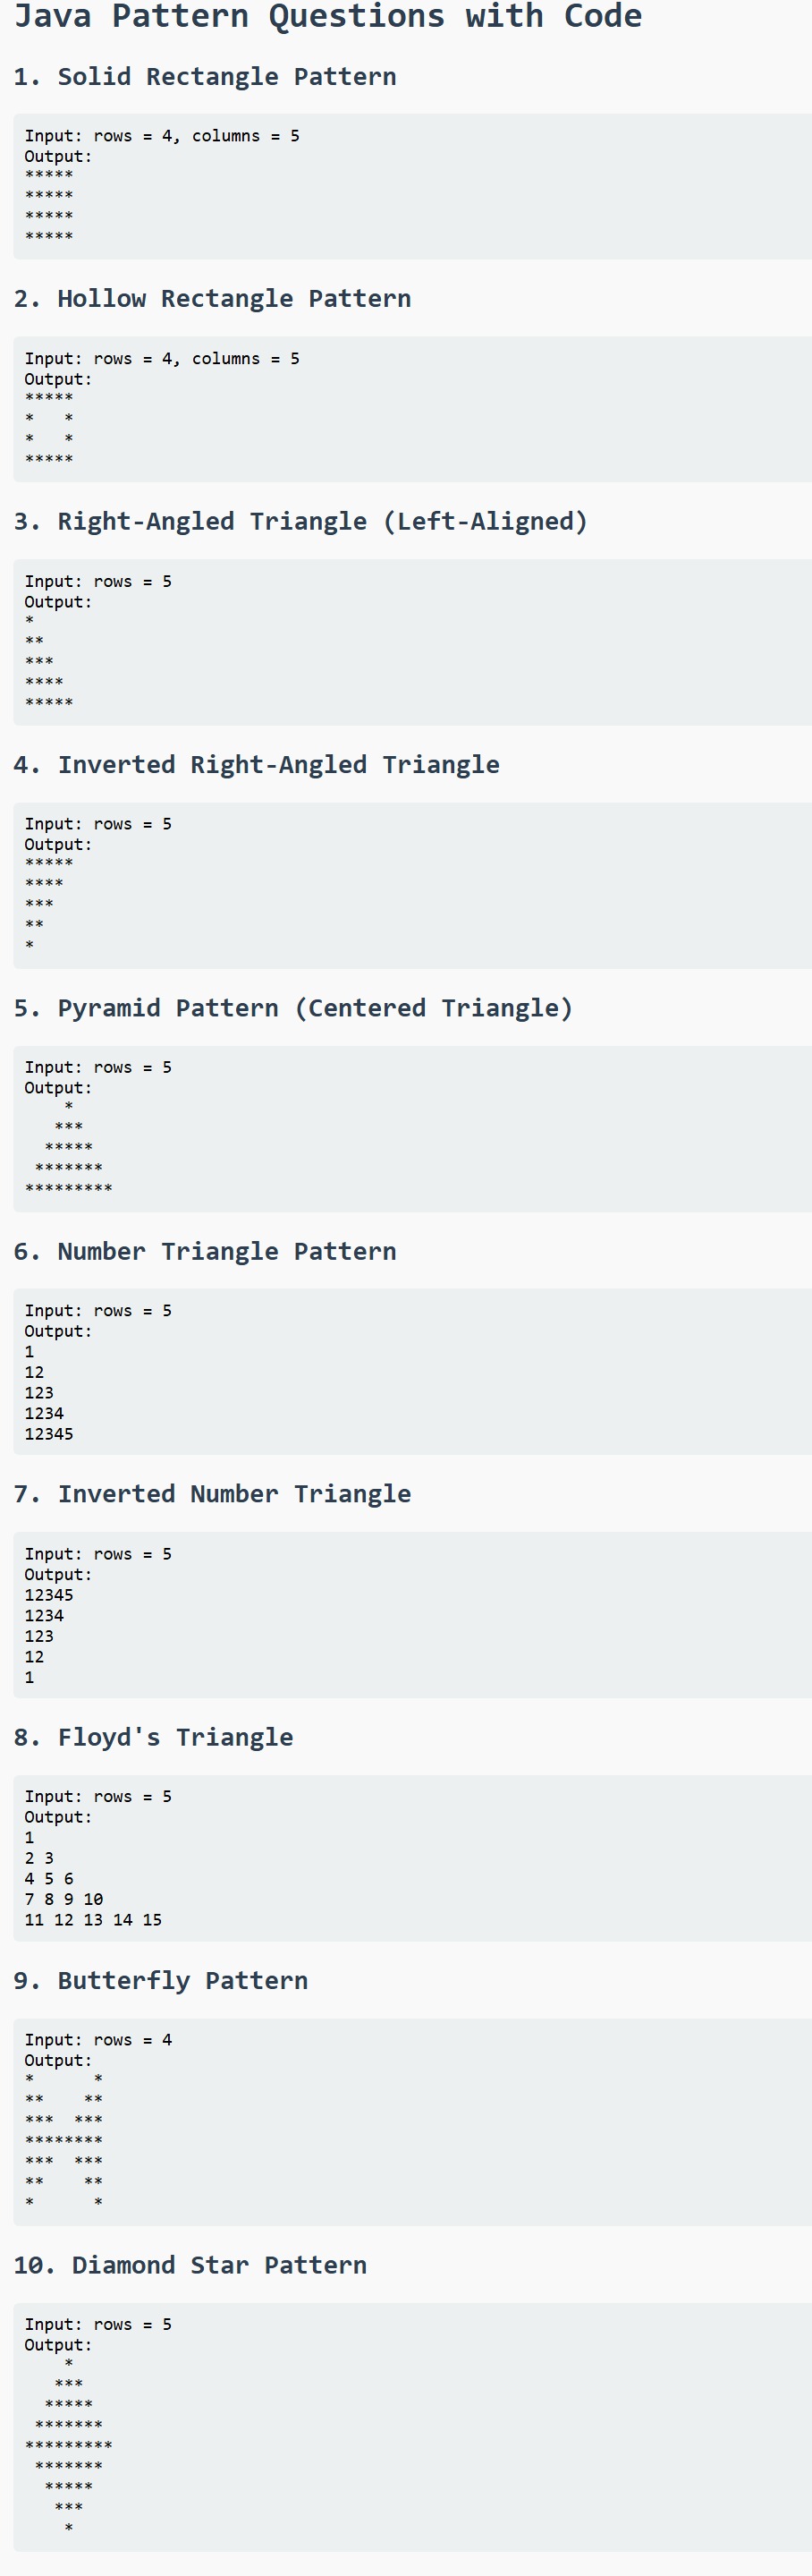 Java Pattern Questions with Code
1. Solid Rectangle Pattern
Input: rows = 4, columns = 5
Output:
*****
*****
*****
*****
2. Hollow Rectangle Pattern
Input: rows = 4, columns = 5
Output:
*****
*   *
*   *
*****
3. Right-Angled Triangle (Left-Aligned)
Input: rows = 5
Output:
*
**
***
****
*****
4. Inverted Right-Angled Triangle
Input: rows = 5
Output:
*****
****
***
**
*
5. Pyramid Pattern (Centered Triangle)
Input: rows = 5
Output:
    *
   ***
  *****
 *******
*********
6. Number Triangle Pattern
Input: rows = 5
Output:
1
12
123
1234
12345
7. Inverted Number Triangle
Input: rows = 5
Output:
12345
1234
123
12
1
8. Floyd's Triangle
Input: rows = 5
Output:
1
2 3
4 5 6
7 8 9 10
11 12 13 14 15
9. Butterfly Pattern
Input: rows = 4
Output:
*      *
**    **
***  ***
********
***  ***
**    **
*      *
10. Diamond Star Pattern
Input: rows = 5
Output:
    *
   ***
  *****
 *******
*********
 *******
  *****
   ***
    *